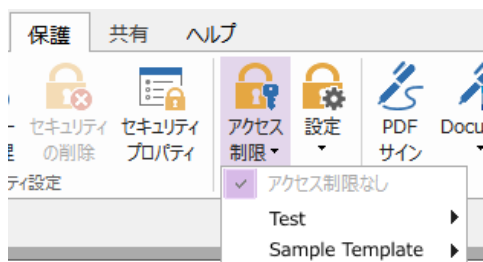 保護 共有 ヘルプ
セキュリティ
の削除
セキュリティ
プロパティ
アクセス
制限
設定
PDF
サイン
Docu
ティ設定
アクセス制限なし
Test
Sample Template